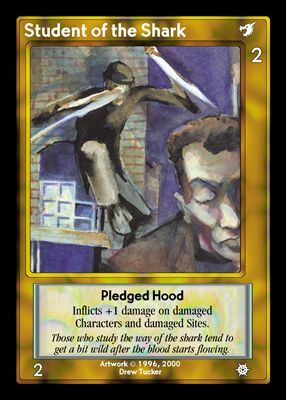 Student of the Shark
2
Pledged Hood
Inflicts +1 damage on damaged
Characters and damaged Sites.
Those who study the way of the shark tend to
get a bit wild after the blood starts flowing.
Artwork © 1996, 2000
Drew Tucker
2